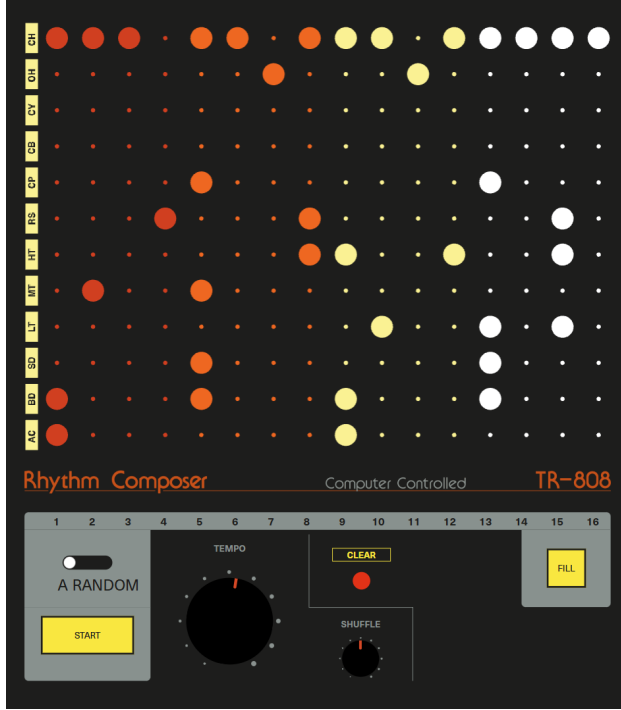 CH
OH
CY
CB
CP
RS
HT
MT
LT
SD
BD
AC
Rhythm Composer Computer Controlled TR-808
1 2 3 4 5 6 7 8 9 10 11 12 13 14 15 16
TEMPO
CLEAR
A RANDOM
FILL
START
SHUFFLE